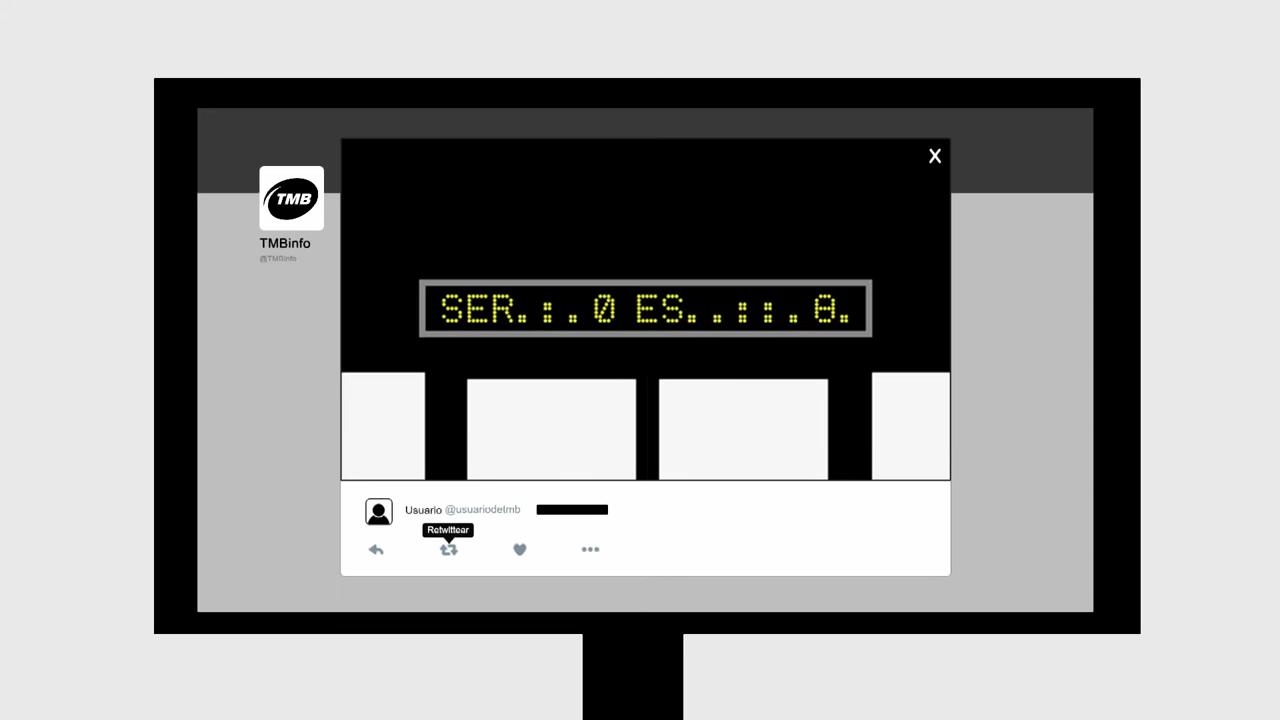 X
TMB
TMBinfo
@TMBinfo
SER.:.0 ES..::.8.
Usuario @usuariodetmb
Retwittear